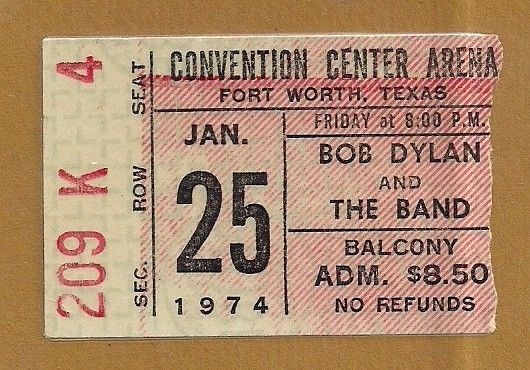 CONVENTION CENTER ARENA
FORT WORTH, TEXAS
JAN.
25
1974
FRIDAY at 8:00 P.M.
BOB DYLAN
AND
THE BAND
BALCONY
ADM. $8.50
NO REFUNDS
SEC. ROW SEAT
209 K 4